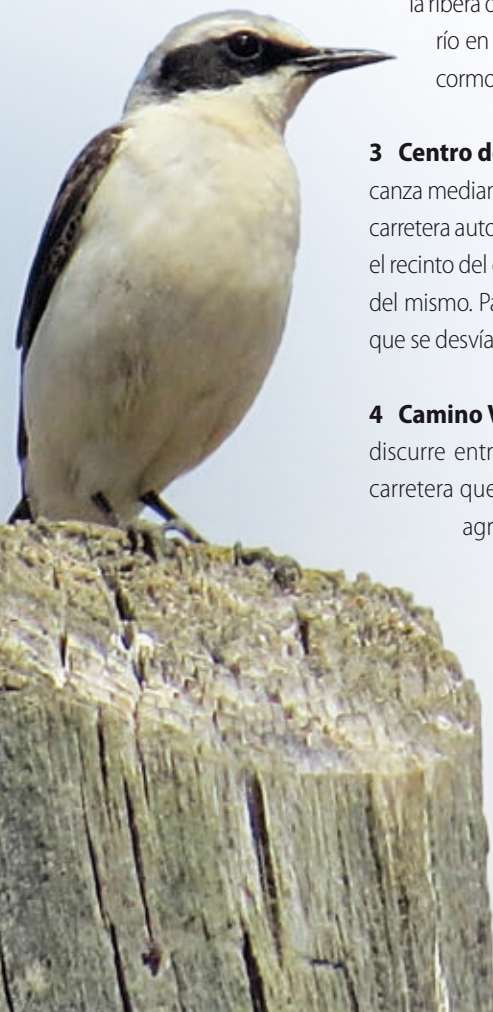 la ribera
río en
cormo
3 Centro de
canza median
carretera auto
el recinto del
del mismo. Pa
que se desvía
4 Camino V
discurre entr
carretera que
agr